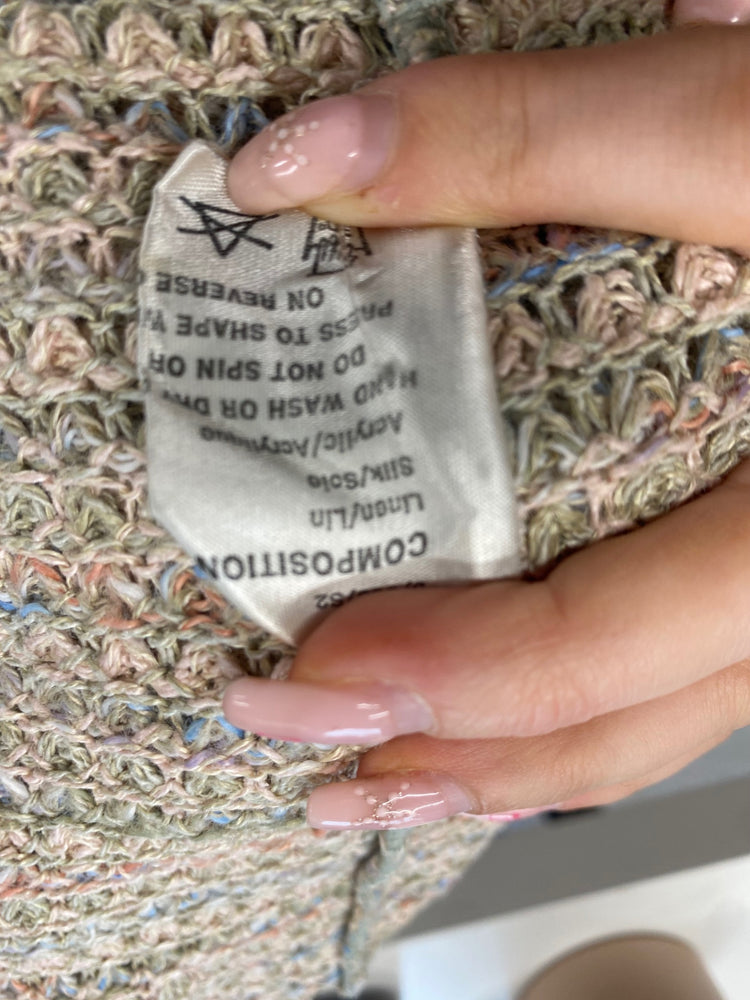 COMPOSITION
Linen/Lin
Silk/Soie
Acrylic/Acrylique
HAND WASH OR DRY
DO NOT SPIN OR
PRESS TO SHAPE
ON REVERSE